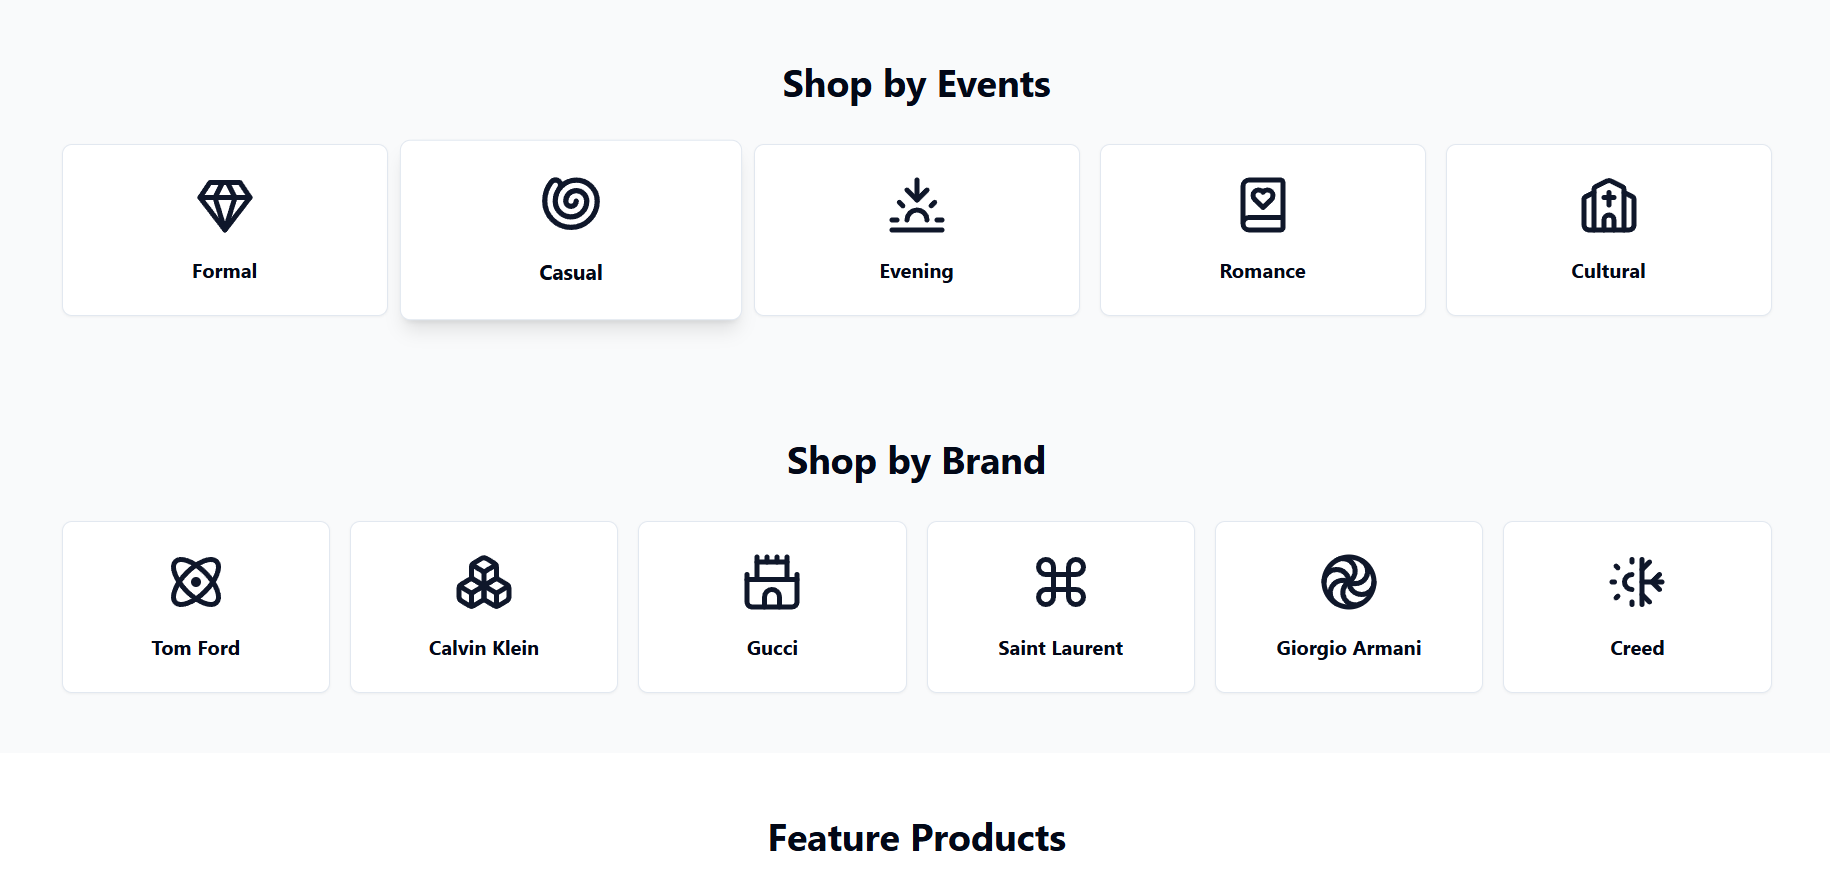 Shop by Events
Formal
Casual
Evening
Romance
Cultural
Shop by Brand
Tom Ford
Calvin Klein
Gucci
Saint Laurent
Giorgio Armani
Creed
Feature Products